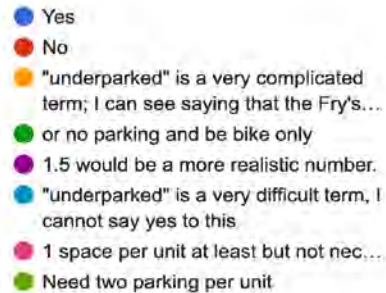 Yes
No
"underparked" is a very complicated
term; I can see saying that the Fry's...
or no parking and be bike only
1.5 would be a more realistic number.
"underparked" is a very difficult term, I
cannot say yes to this
1 space per unit at least but not nec...
Need two parking per unit